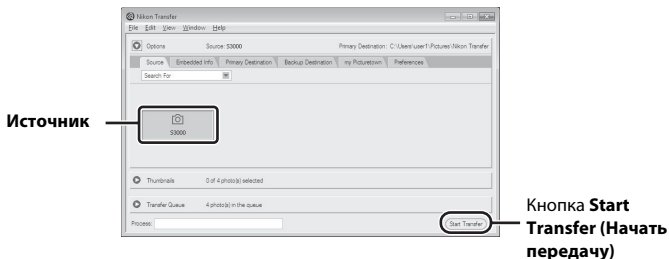 Nikon Transfer
File Edit View Window Help
Options Source: S3000 Primary Destination: C:\Users\user1\Pictures\Nikon Transfer
Source Embedded Info Primary Destination Backup Destination my Picturetown Preferences
Search For
Источник
S3000
Thumbnails 0 of 4 photo(s) selected
Transfer Queue 4 photo(s) in the queue
Process: Start Transfer
Кнопка Start
Transfer (Начать
передачу)